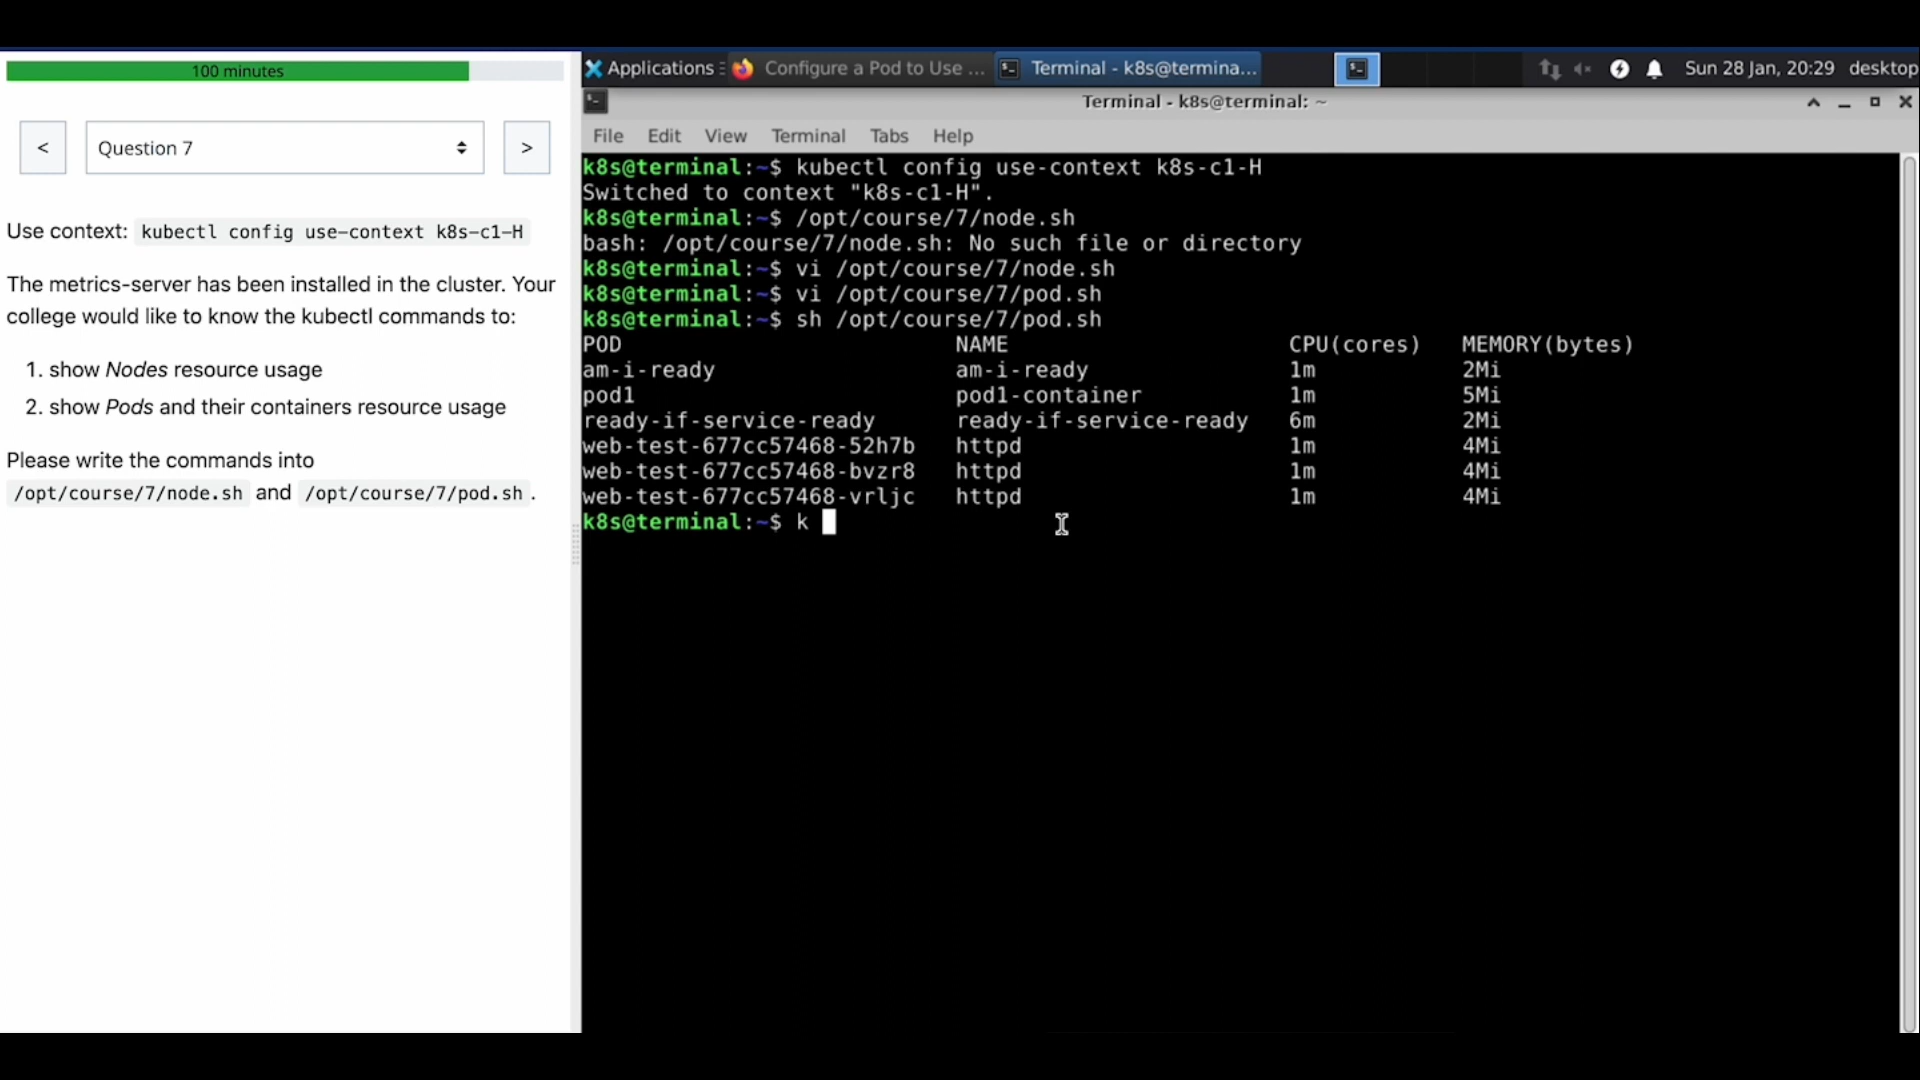 100 minutes
<
Question 7
>
Use context: kubectl config use-context k8s-c1-H
The metrics-server has been installed in the cluster. Your
college would like to know the kubectl commands to:
1. show Nodes resource usage
2. show Pods and their containers resource usage
Please write the commands into
/opt/course/7/node.sh and /opt/course/7/pod.sh.
Applications
Configure a Pod to Use ...
Terminal - k8s@termina...
Sun 28 Jan, 20:29
desktop
Terminal - k8s@terminal: ~
File Edit View Terminal Tabs Help
k8s@terminal:~$ kubectl config use-context k8s-c1-H
Switched to context "k8s-c1-H".
k8s@terminal:~$ /opt/course/7/node.sh
bash: /opt/course/7/node.sh: No such file or directory
k8s@terminal:~$ vi /opt/course/7/node.sh
k8s@terminal:~$ vi /opt/course/7/pod.sh
k8s@terminal:~$ sh /opt/course/7/pod.sh
POD NAME CPU(cores) MEMORY(bytes)
am-i-ready am-i-ready 1m 2Mi
pod1 pod1-container 1m 5Mi
ready-if-service-ready ready-if-service-ready 6m 2Mi
web-test-677cc57468-52h7b httpd 1m 4Mi
web-test-677cc57468-bvzr8 httpd 1m 4Mi
web-test-677cc57468-vrljc httpd 1m 4Mi
k8s@terminal:~$ k